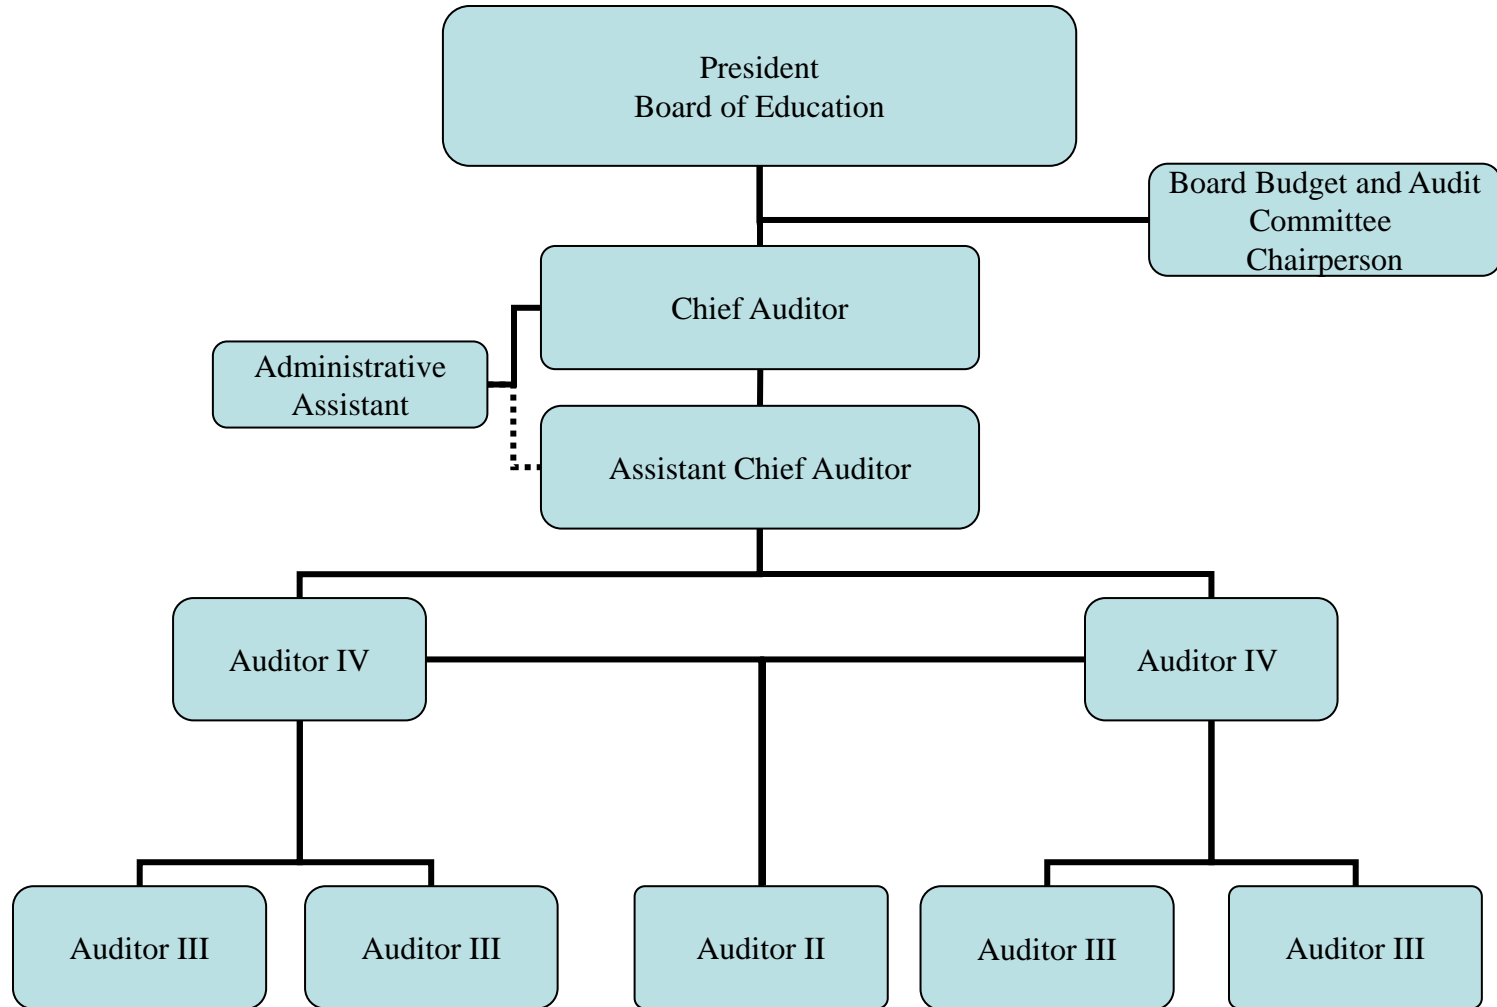 President
Board of Education
Board Budget and Audit
Committee
Chairperson
Chief Auditor
Administrative
Assistant
Assistant Chief Auditor
Auditor IV
Auditor IV
Auditor III
Auditor III
Auditor II
Auditor III
Auditor III